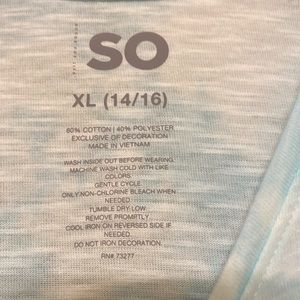 SO
XL (14/16)
60% COTTON | 40% POLYESTER
EXCLUSIVE OF DECORATION
MADE IN VIETNAM
WASH INSIDE OUT BEFORE WEARING.
MACHINE WASH COLD WITH LIKE
COLORS.
GENTLE CYCLE
ONLY NON-CHLORINE BLEACH WHEN
NEEDED.
TUMBLE DRY LOW.
REMOVE PROMPTLY.
COOL IRON ON REVERSED SIDE IF
NEEDED.
DO NOT IRON DECORATION.
RN# 73277